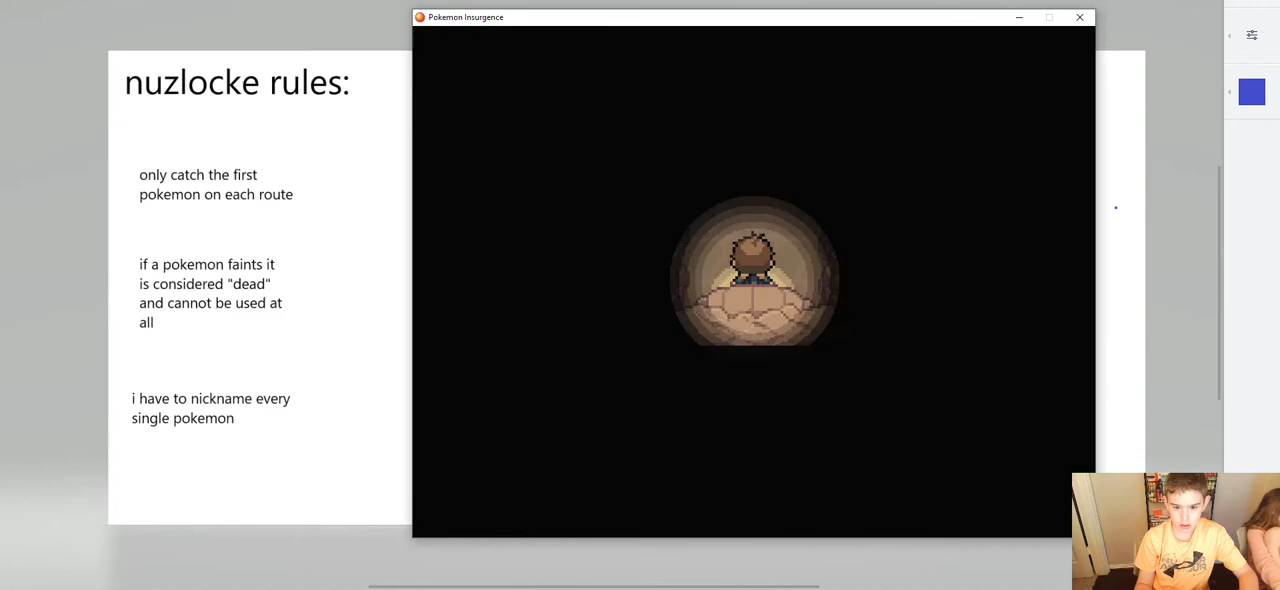 Pokemon Insurgence
nuzlocke rules:
only catch the first
pokemon on each route
if a pokemon faints it
is considered "dead"
and cannot be used at
all
i have to nickname every
single pokemon